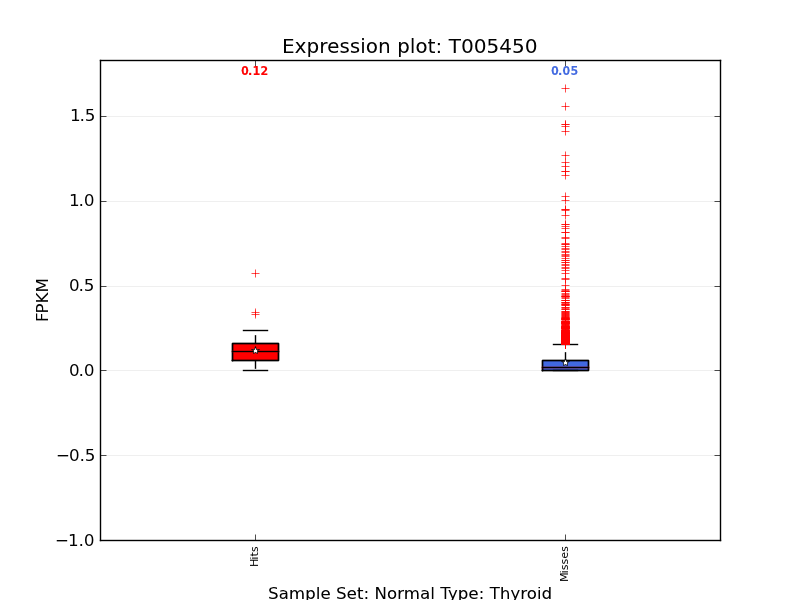 Expression plot: T005450
0.12
0.05
1.5
1.0
0.5
0.0
−0.5
−1.0
FPKM
Hits
Misses
Sample Set: Normal Type: Thyroid